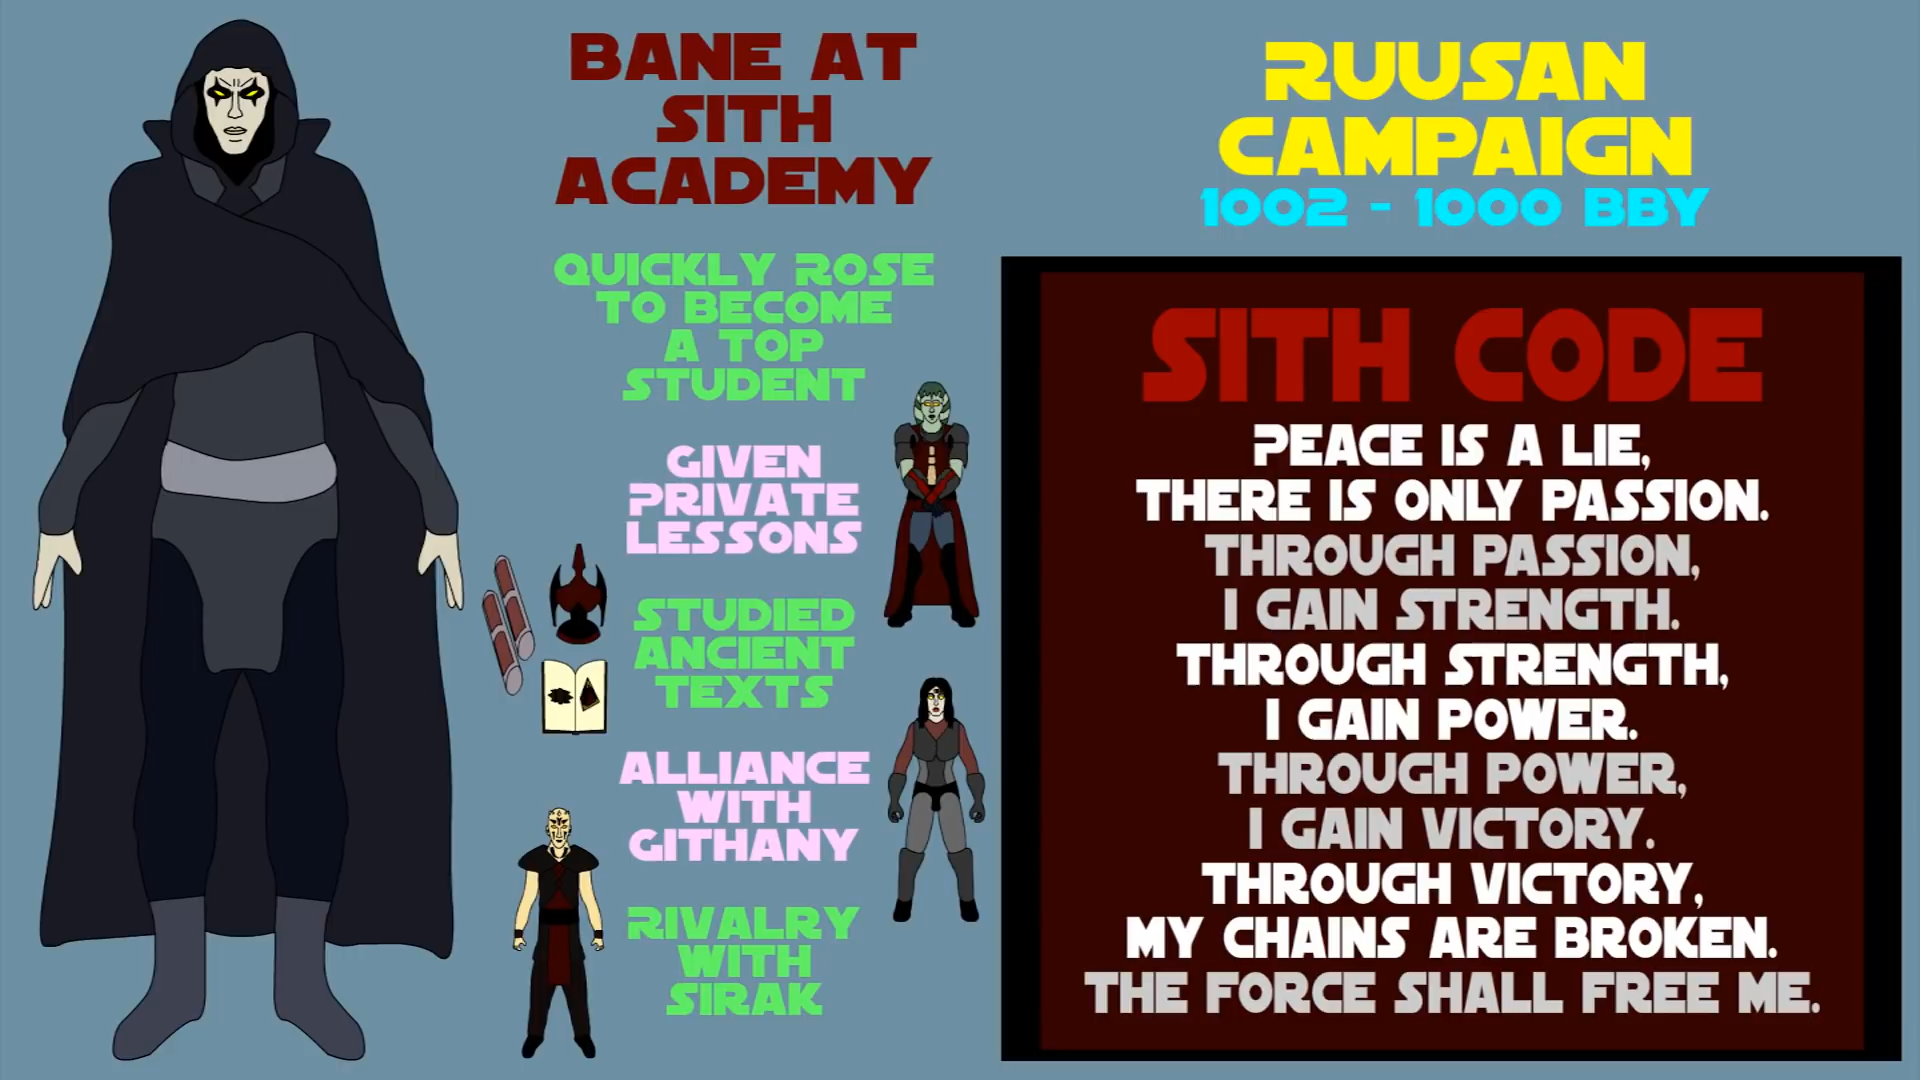 BANE AT
SITH
ACADEMY
QUICKLY ROSE
TO BECOME
A TOP
STUDENT
GIVEN
PRIVATE
LESSONS
STUDIED
ANCIENT
TEXTS
ALLIANCE
WITH
GITHANY
RIVALRY
WITH
SIRAK
RUUSAN
CAMPAIGN
1002 - 1000 BBY
SITH CODE
PEACE IS A LIE,
THERE IS ONLY PASSION.
THROUGH PASSION,
I GAIN STRENGTH.
THROUGH STRENGTH,
I GAIN POWER.
THROUGH POWER,
I GAIN VICTORY.
THROUGH VICTORY,
MY CHAINS ARE BROKEN.
THE FORCE SHALL FREE ME.